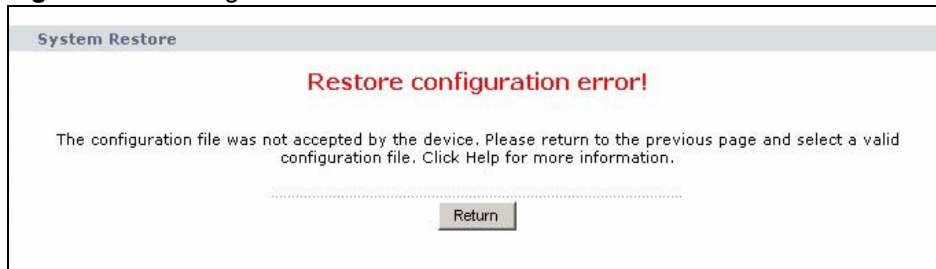 System Restore
Restore configuration error!
The configuration file was not accepted by the device. Please return to the previous page and select a valid
configuration file. Click Help for more information.
Return